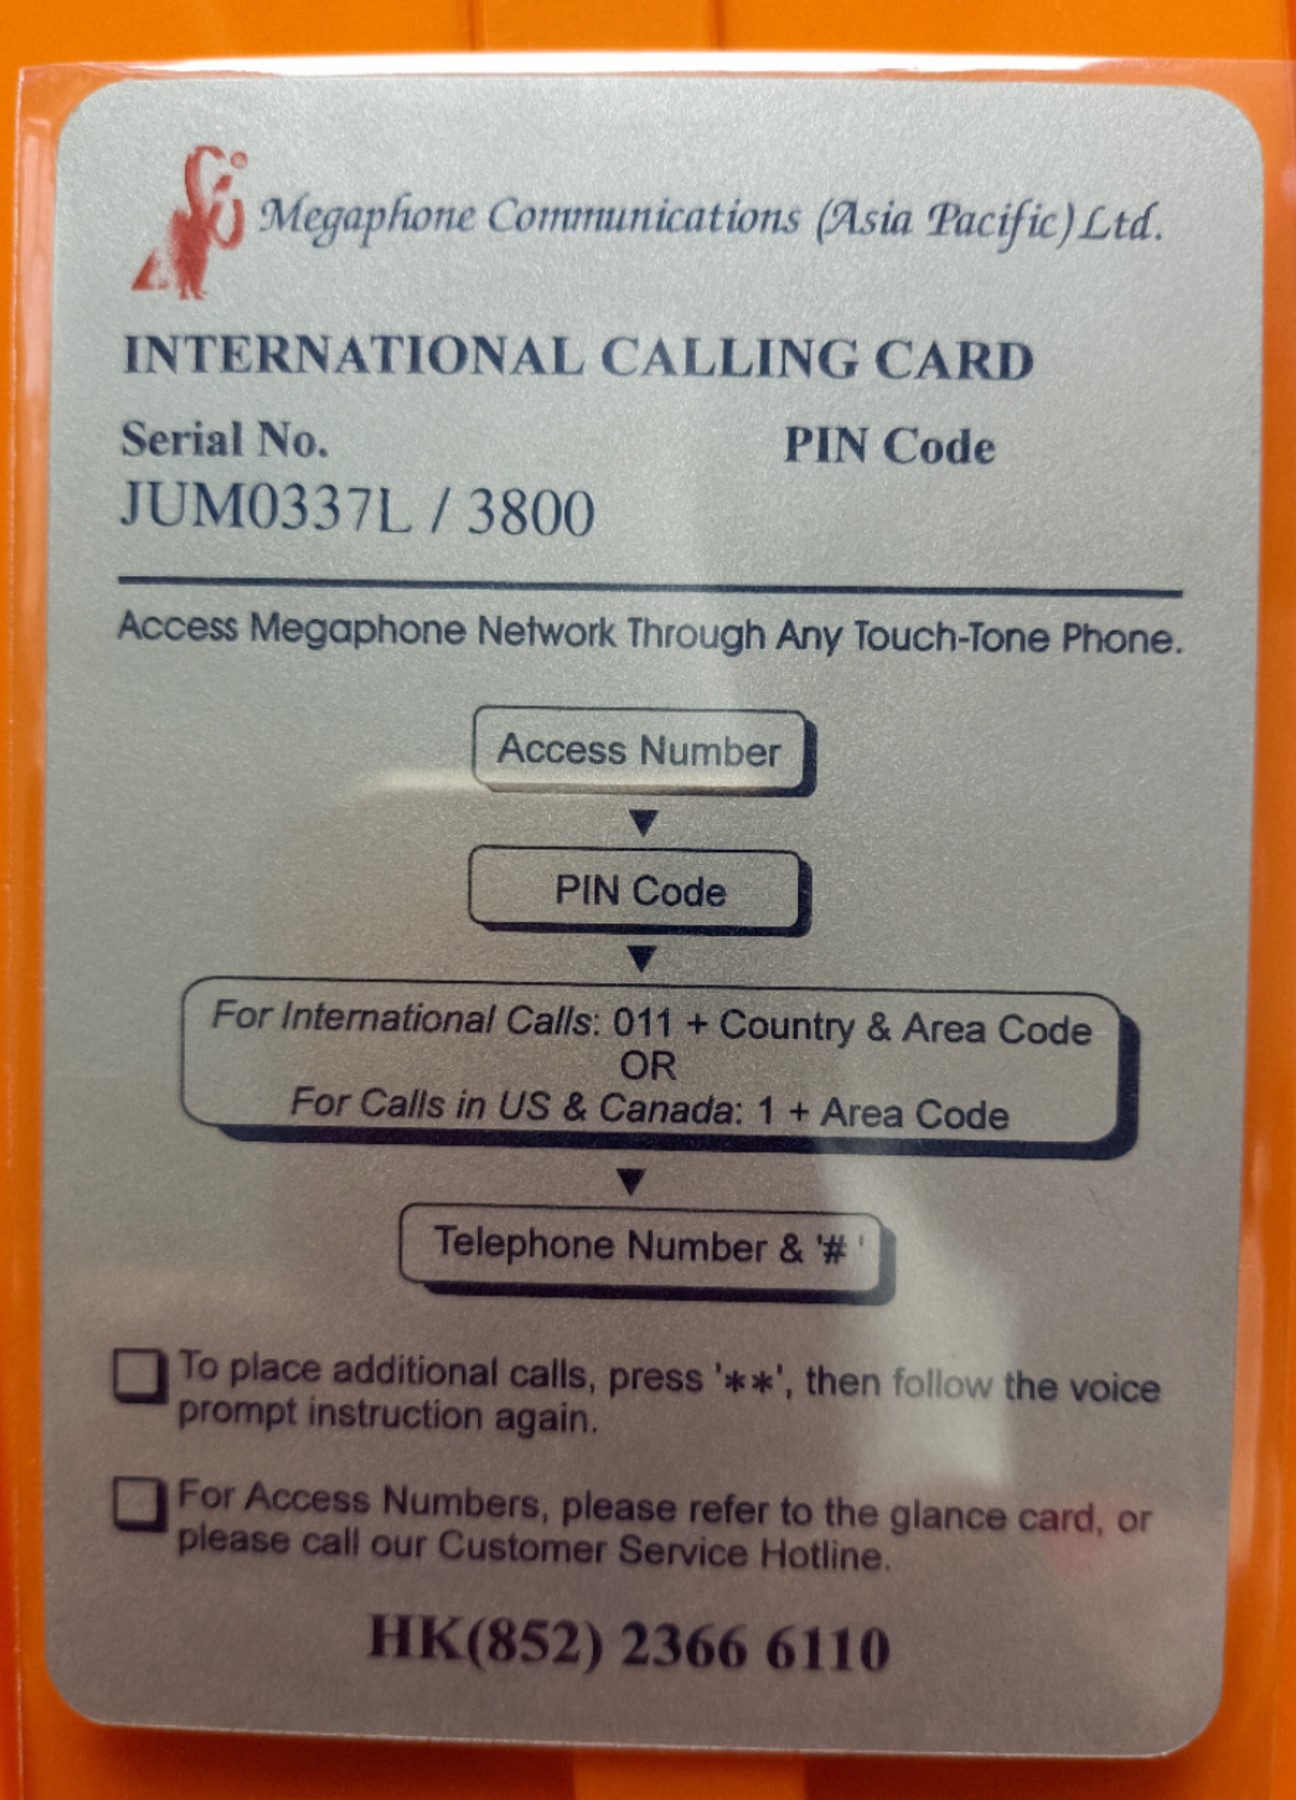 Megaphone Communications (Asia Pacific) Ltd.
INTERNATIONAL CALLING CARD
Serial No. PIN Code
JUM0337L / 3800
Access Megaphone Network Through Any Touch-Tone Phone.
Access Number
PIN Code
For International Calls: 011 + Country & Area Code
OR
For Calls in US & Canada: 1 + Area Code
Telephone Number & '# '
To place additional calls, press '**', then follow the voice
prompt instruction again.
For Access Numbers, please refer to the glance card, or
please call our Customer Service Hotline.
HK(852) 2366 6110